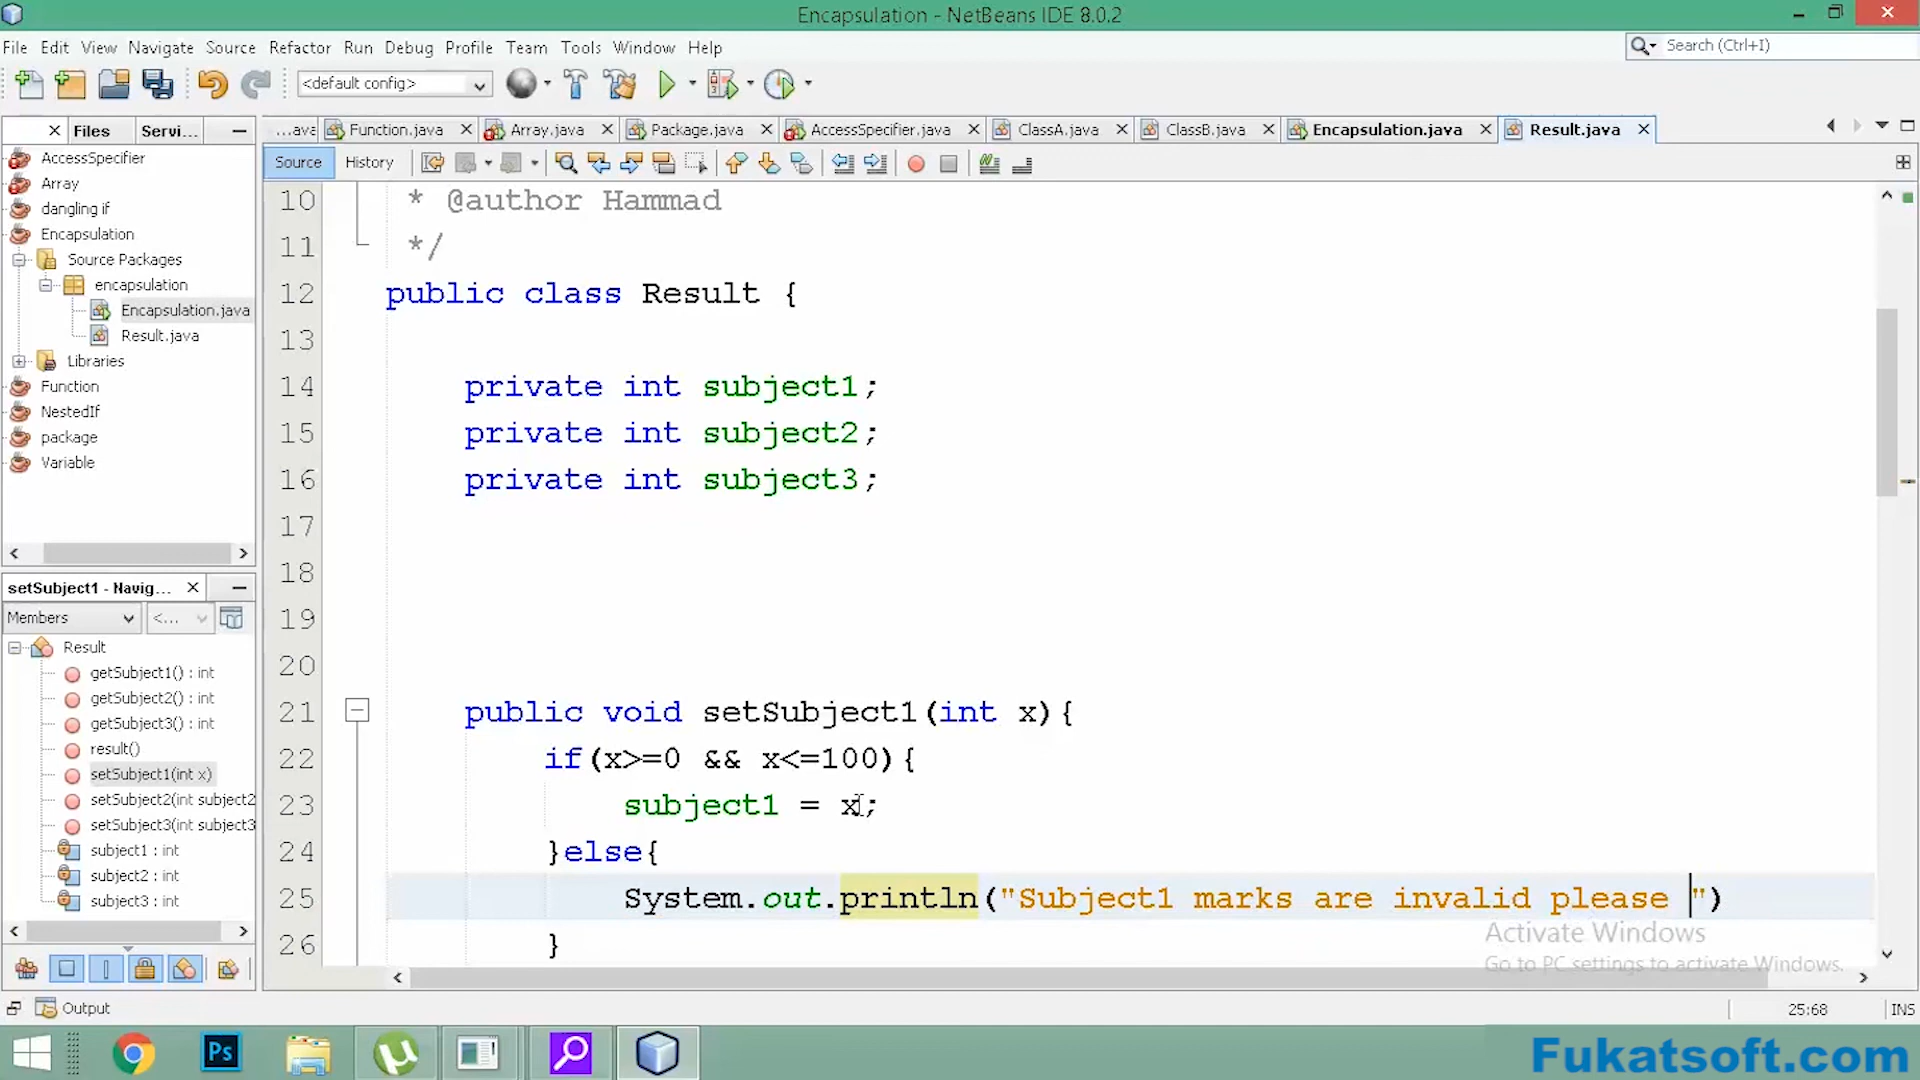 Encapsulation - NetBeans IDE 8.0.2
File Edit View Navigate Source Refactor Run Debug Profile Team Tools Window Help
Search (Ctrl+I)
<default config>
Files Servi...
...ava Function.java Array.java Package.java AccessSpecifier.java ClassA.java ClassB.java Encapsulation.java Result.java
Source History
AccessSpecifier
Array
dangling if
Encapsulation
Source Packages
encapsulation
Encapsulation.java
Result.java
Libraries
Function
NestedIf
package
Variable
setSubject1 - Navig...
Members <...
Result
getSubject1() : int
getSubject2() : int
getSubject3() : int
result()
setSubject1(int x)
setSubject2(int subject2
setSubject3(int subject3
subject1 : int
subject2 : int
subject3 : int
10 * @author Hammad
11 */
12 public class Result {
13
14 private int subject1;
15 private int subject2;
16 private int subject3;
17
18
19
20
21 public void setSubject1(int x){
22 if(x>=0 && x<=100){
23 subject1 = x;
24 }else{
25 System.out.println("Subject1 marks are invalid please ")
26 }
Activate Windows
Go to PC settings to activate Windows.
Output
25:68 INS
Ps
Fukatsoft.com